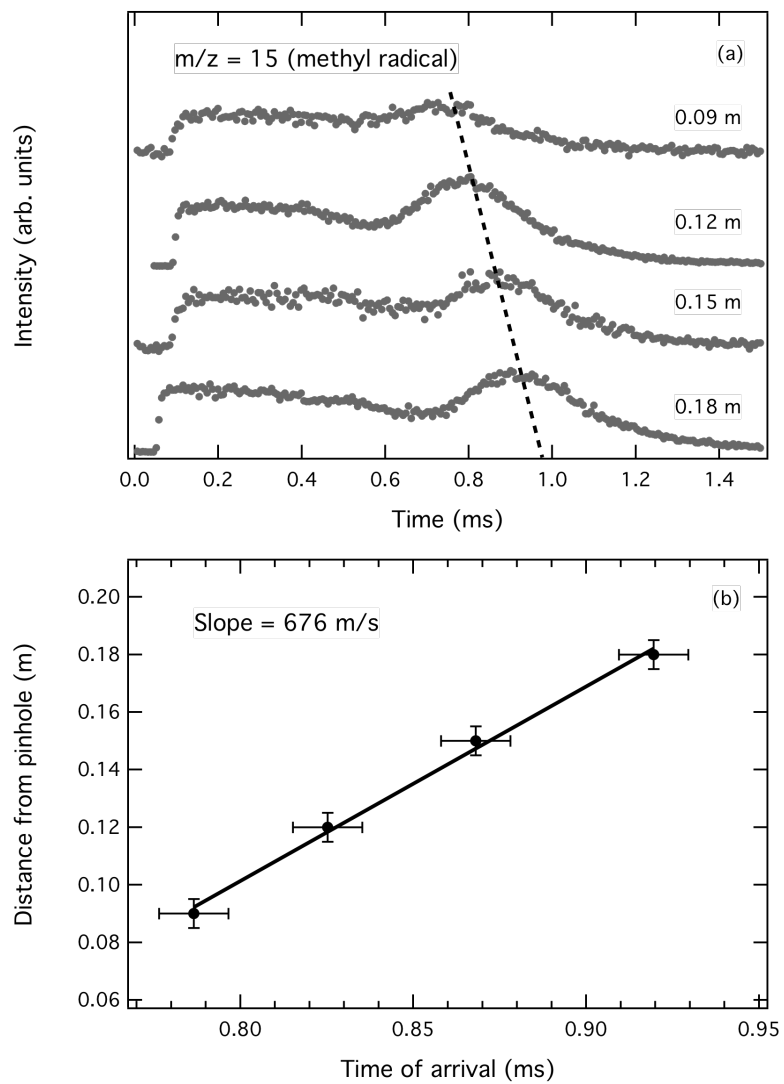 (a)
m/z = 15 (methyl radical)
0.09 m
0.12 m
0.15 m
0.18 m
Intensity (arb. units)
0.0 0.2 0.4 0.6 0.8 1.0 1.2 1.4
Time (ms)
(b)
Slope = 676 m/s
0.20
0.18
0.16
0.14
0.12
0.10
0.08
0.06
Distance from pinhole (m)
0.80 0.85 0.90 0.95
Time of arrival (ms)